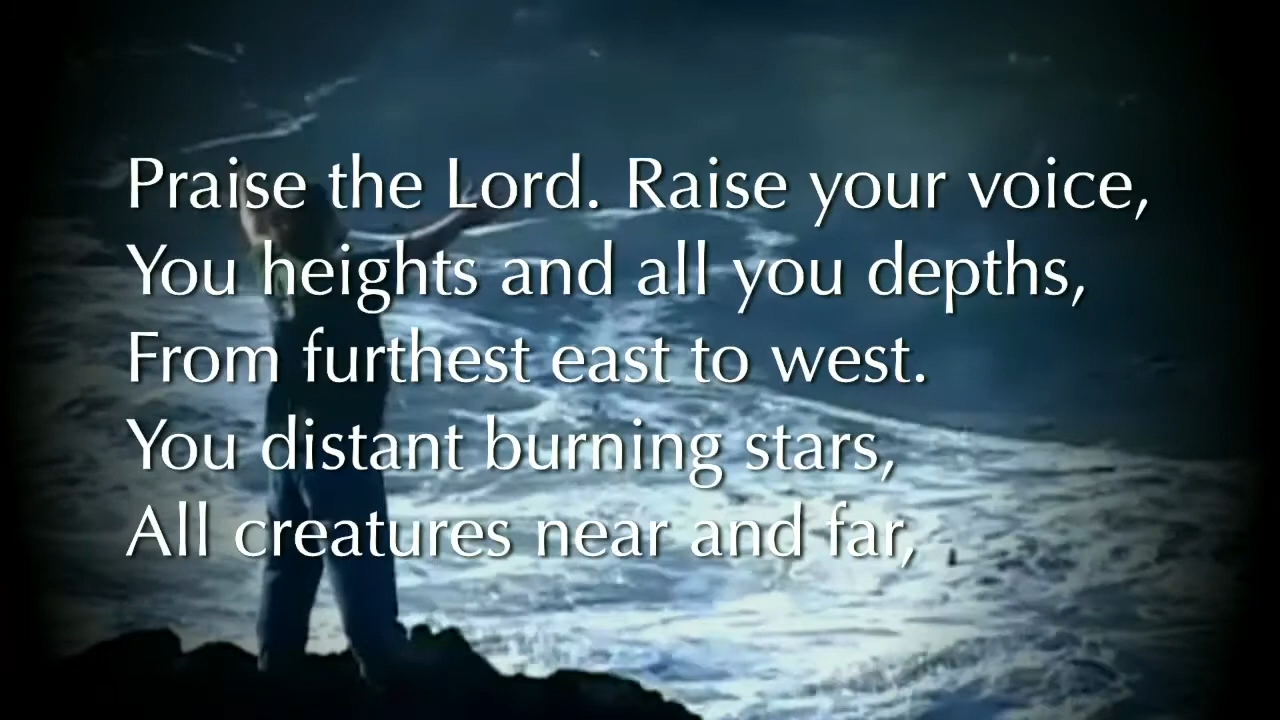 Praise the Lord. Raise your voice,
You heights and all you depths,
From furthest east to west.
You distant burning stars,
All creatures near and far,